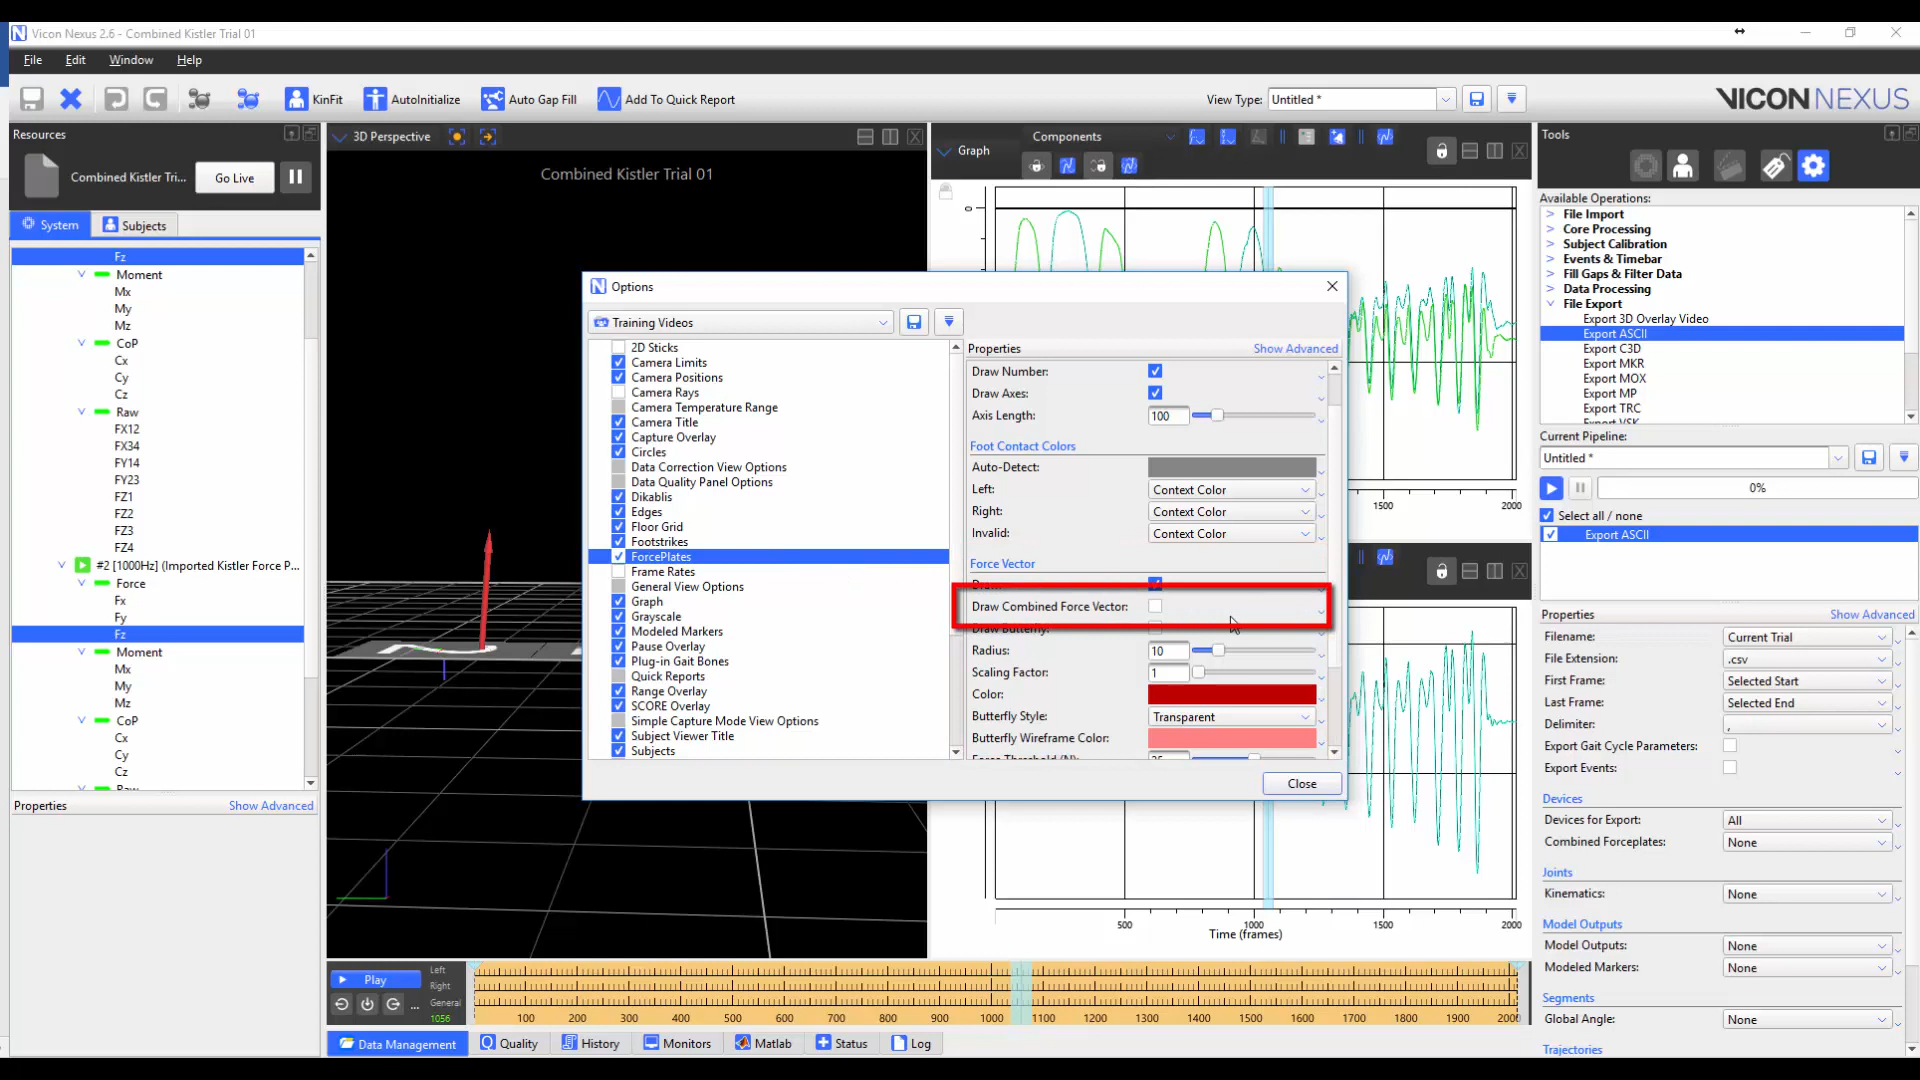 Vicon Nexus 2.6 - Combined Kistler Trial 01
File Edit Window Help
KinFit AutoInitialize Auto Gap Fill Add To Quick Report
View Type: Untitled *
VICON NEXUS
Resources
Combined Kistler Tri... Go Live
System Subjects
Fz
Moment
Mx
My
Mz
CoP
Cx
Cy
Cz
Raw
FX12
FX34
FY14
FY23
FZ1
FZ2
FZ3
FZ4
#2 [1000Hz] (Imported Kistler Force P...
Force
Fx
Fy
Fz
Moment
Mx
My
Mz
CoP
Cx
Cy
Cz
Raw
Properties Show Advanced
3D Perspective
Combined Kistler Trial 01
Graph
Components
0
1500 2000
500 1000 1500 2000
Time (frames)
Options
Training Videos
2D Sticks
Camera Limits
Camera Positions
Camera Rays
Camera Temperature Range
Camera Title
Capture Overlay
Circles
Data Correction View Options
Data Quality Panel Options
Dikablis
Edges
Floor Grid
Footstrikes
ForcePlates
Frame Rates
General View Options
Graph
Grayscale
Modeled Markers
Pause Overlay
Plug-in Gait Bones
Quick Reports
Range Overlay
SCORE Overlay
Simple Capture Mode View Options
Subject Viewer Title
Subjects
Properties Show Advanced
Draw Number:
Draw Axes:
Axis Length: 100
Foot Contact Colors
Auto-Detect:
Left: Context Color
Right: Context Color
Invalid: Context Color
Force Vector
Draw:
Draw Combined Force Vector:
Draw Butterfly:
Radius: 10
Scaling Factor: 1
Color:
Butterfly Style: Transparent
Butterfly Wireframe Color:
Force Threshold (N): 25
Close
Tools
Available Operations:
File Import
Core Processing
Subject Calibration
Events & Timebar
Fill Gaps & Filter Data
Data Processing
File Export
Export 3D Overlay Video
Export ASCII
Export C3D
Export MKR
Export MOX
Export MP
Export TRC
Export VSK
Current Pipeline:
Untitled *
0%
Select all / none
Export ASCII
Properties Show Advanced
Filename: Current Trial
File Extension: .csv
First Frame: Selected Start
Last Frame: Selected End
Delimiter: ,
Export Gait Cycle Parameters:
Export Events:
Devices
Devices for Export: All
Combined Forceplates: None
Joints
Kinematics: None
Model Outputs
Model Outputs: None
Modeled Markers: None
Segments
Global Angle: None
Trajectories
Play
Left
Right
General
1056
...
100 200 300 400 500 600 700 800 900 1000 1100 1200 1300 1400 1500 1600 1700 1800 1900 2000
Data Management Quality History Monitors Matlab Status Log